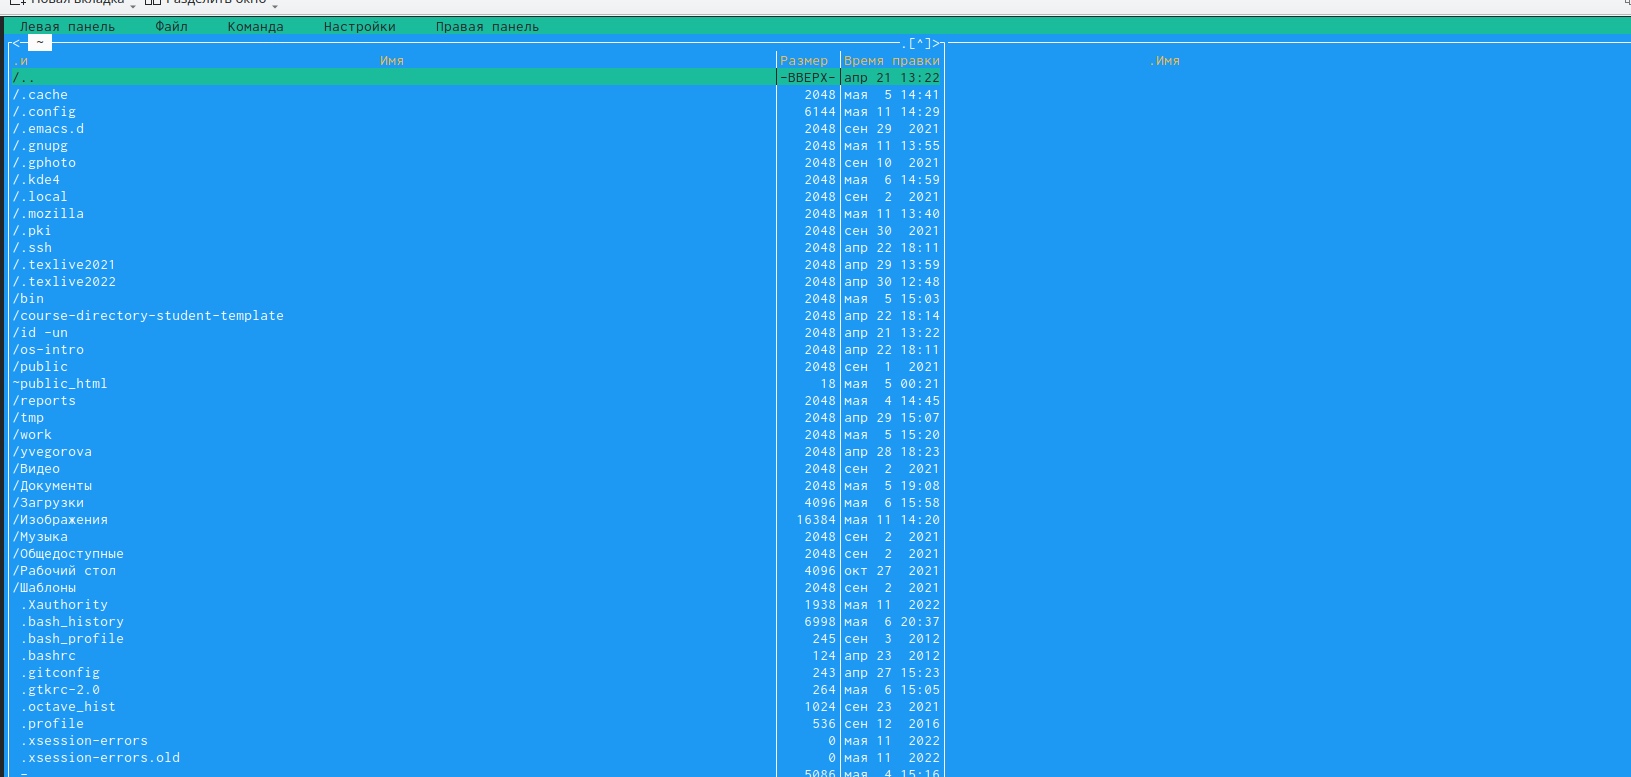 Новая вкладка Разделить окно
Левая панель Файл Команда Настройки Правая панель
<- ~ .[^]>
.и Имя Размер Время правки .Имя
/.. -ВВЕРХ- апр 21 13:22
/.cache 2048 мая 5 14:41
/.config 6144 мая 11 14:29
/.emacs.d 2048 сен 29 2021
/.gnupg 2048 мая 11 13:55
/.gphoto 2048 сен 10 2021
/.kde4 2048 мая 6 14:59
/.local 2048 сен 2 2021
/.mozilla 2048 мая 11 13:40
/.pki 2048 сен 30 2021
/.ssh 2048 апр 22 18:11
/.texlive2021 2048 апр 29 13:59
/.texlive2022 2048 апр 30 12:48
/bin 2048 мая 5 15:03
/course-directory-student-template 2048 апр 22 18:14
/id -un 2048 апр 21 13:22
/os-intro 2048 апр 22 18:11
/public 2048 сен 1 2021
~public_html 18 мая 5 00:21
/reports 2048 мая 4 14:45
/tmp 2048 апр 29 15:07
/work 2048 мая 5 15:20
/yvegorova 2048 апр 28 18:23
/Видео 2048 сен 2 2021
/Документы 2048 мая 5 19:08
/Загрузки 4096 мая 6 15:58
/Изображения 16384 мая 11 14:20
/Музыка 2048 сен 2 2021
/Общедоступные 2048 сен 2 2021
/Рабочий стол 4096 окт 27 2021
/Шаблоны 2048 сен 2 2021
.Xauthority 1938 мая 11 2022
.bash_history 6998 мая 6 20:37
.bash_profile 245 сен 3 2012
.bashrc 124 апр 23 2012
.gitconfig 243 апр 27 15:23
.gtkrc-2.0 264 мая 6 15:05
.octave_hist 1024 сен 23 2021
.profile 536 сен 12 2016
.xsession-errors 0 мая 11 2022
.xsession-errors.old 0 мая 11 2022
5086 мая 4 15:16